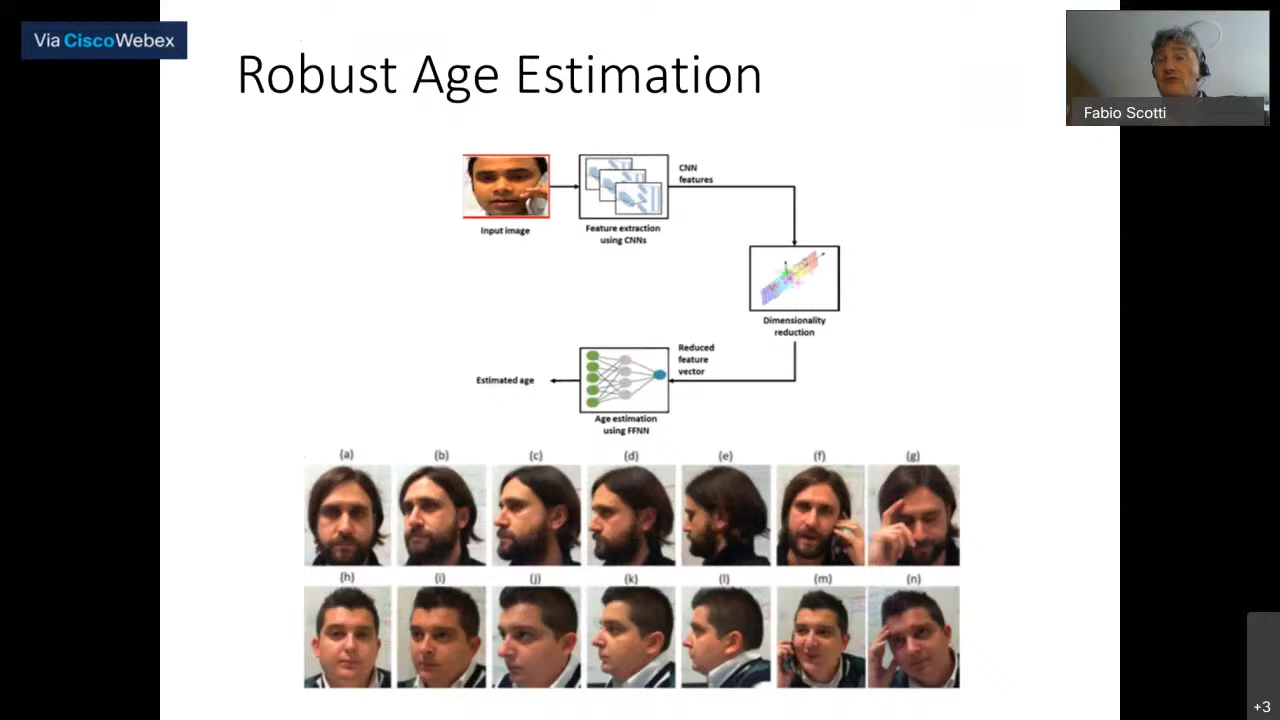 Via CiscoWebex
Robust Age Estimation
Fabio Scotti
CNN
features
Input image
Feature extraction
using CNNs
Dimensionality
reduction
Reduced
feature
vector
Estimated age
Age estimation
using FFNN
(a) (b) (c) (d) (e) (f) (g)
(h) (i) (j) (k) (l) (m) (n)
+3